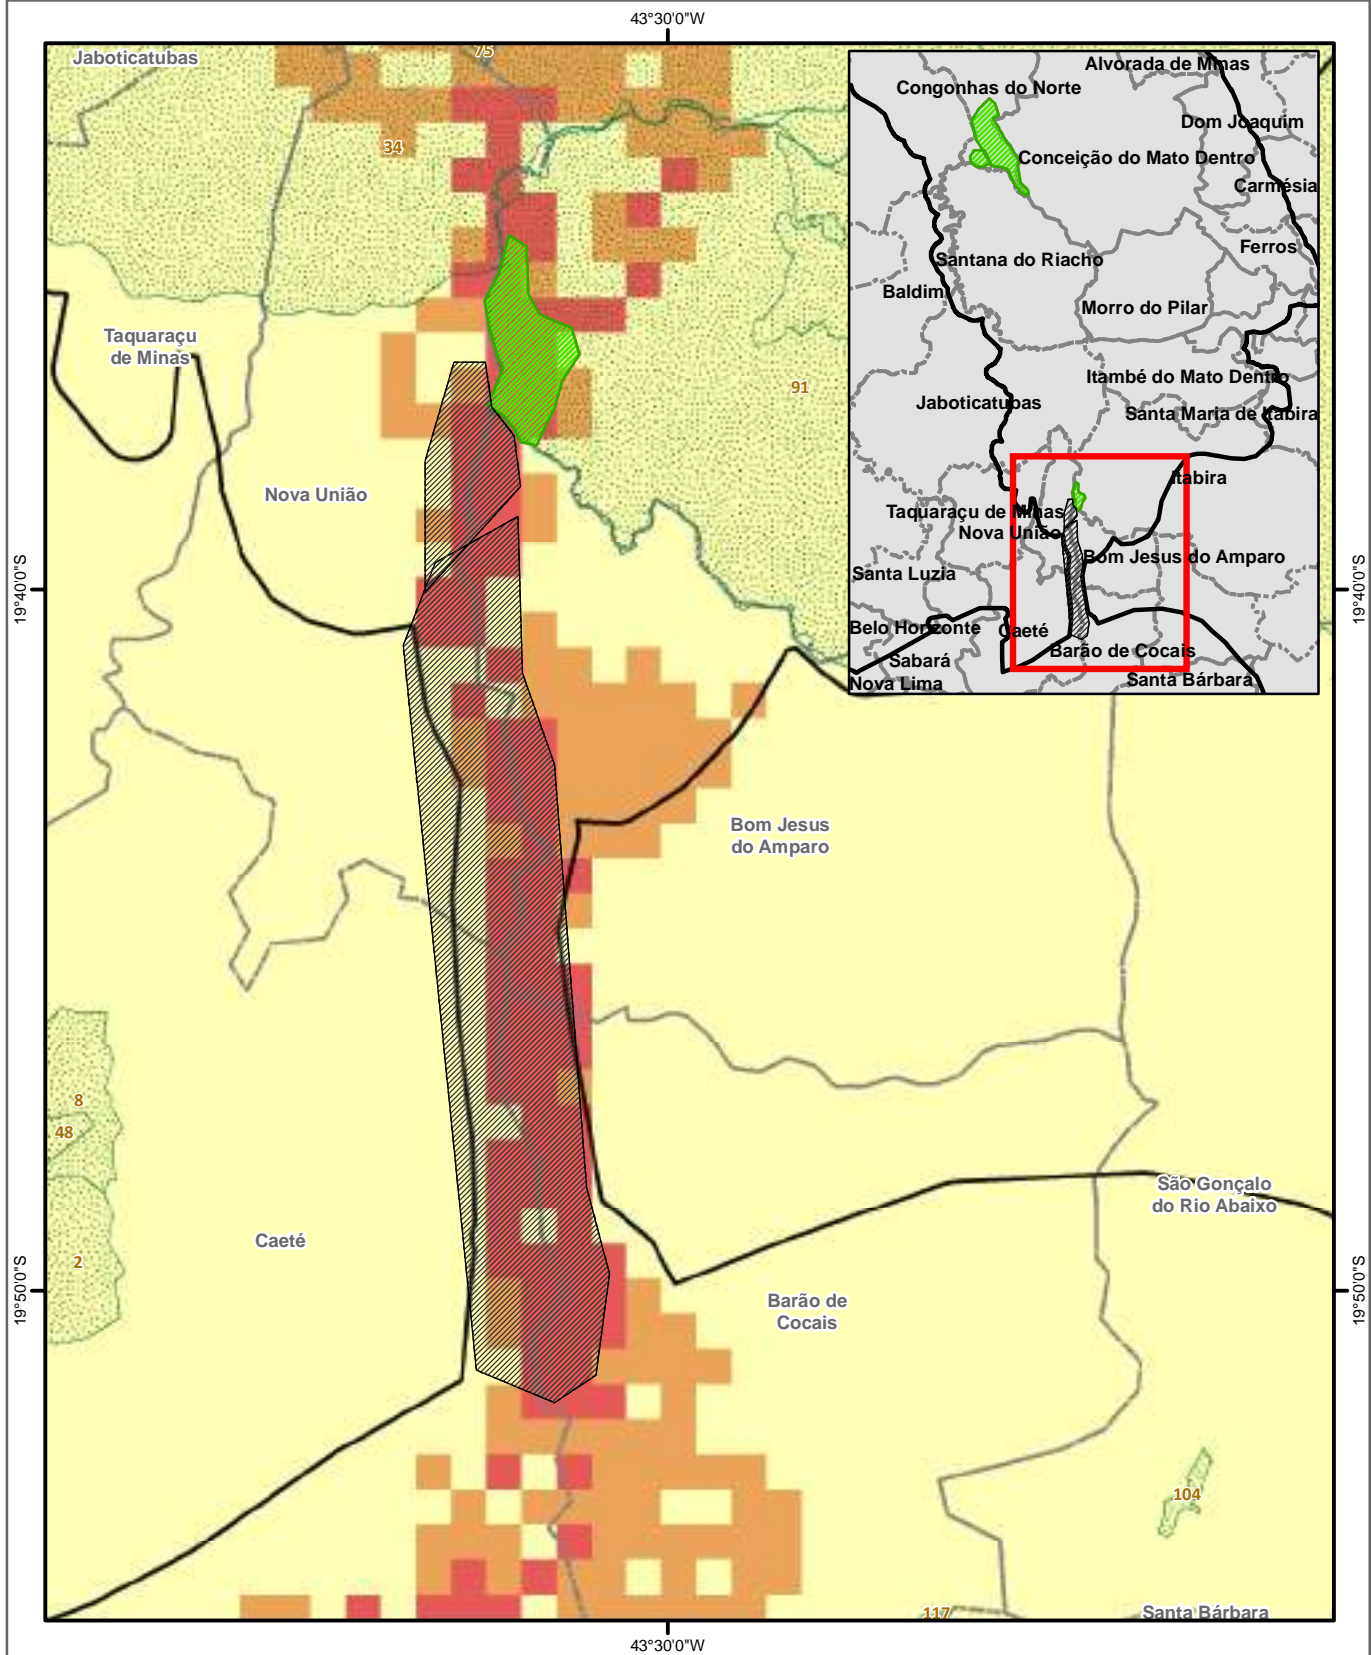 43°30'0"W
Jaboticatubas
75
34
Taquaraçu
de Minas
91
Nova União
19°40'0"S
19°40'0"S
Bom Jesus
do Amparo
8
48
2
Caeté
São Gonçalo
do Rio Abaixo
19°50'0"S
19°50'0"S
Barão de
Cocais
104
117
Santa Bárbara
43°30'0"W
Alvorada de Minas
Congonhas do Norte
Dom Joaquim
Conceição do Mato Dentro
Carmésia
Ferros
Santana do Riacho
Baldim
Morro do Pilar
Itambé do Mato Dentro
Jaboticatubas
Santa Maria de Itabira
Itabira
Taquaraçu de Minas
Nova União
Bom Jesus do Amparo
Santa Luzia
Belo Horizonte
Caeté
Barão de Cocais
Sabará
Santa Bárbara
Nova Lima